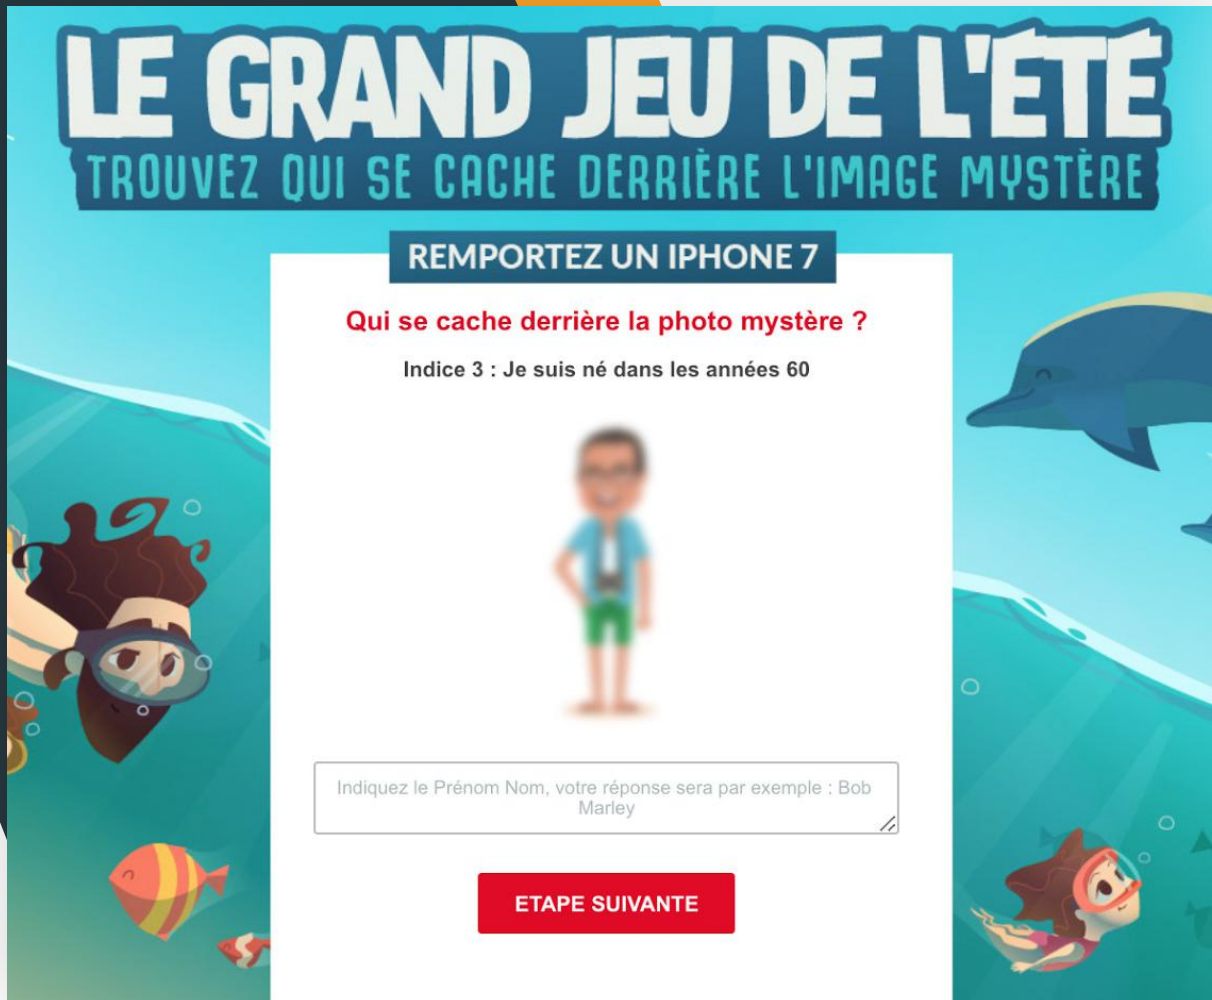 LE GRAND JEU DE L'ÉTÉ
TROUVEZ QUI SE CACHE DERRIÈRE L'IMAGE MYSTÈRE
REMPORTEZ UN IPHONE 7
Qui se cache derrière la photo mystère ?
Indice 3 : Je suis né dans les années 60
Indiquez le Prénom Nom, votre réponse sera par exemple : Bob
Marley
ETAPE SUIVANTE